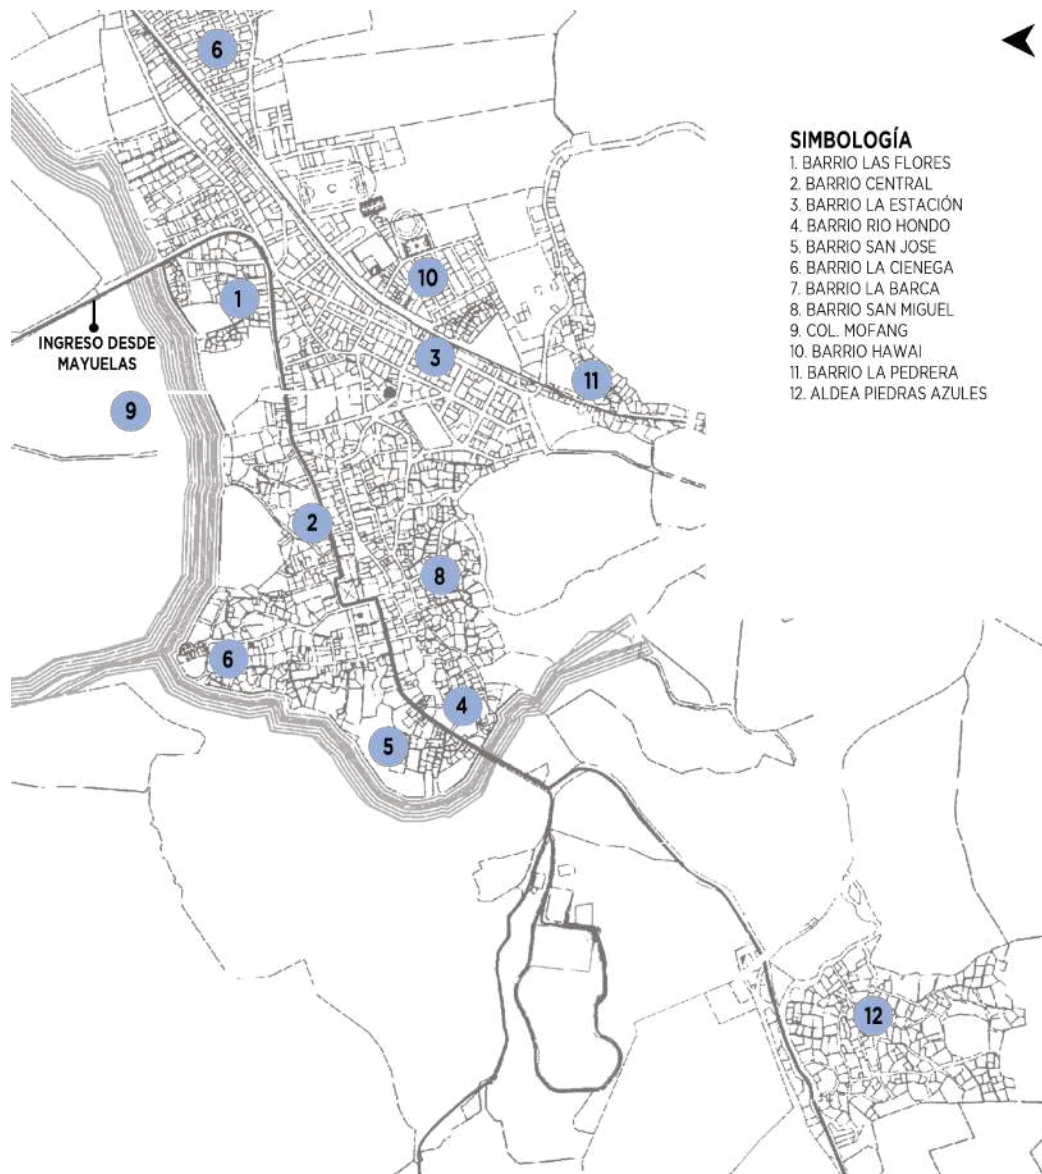 6
SIMBOLOGÍA
1. BARRIO LAS FLORES
2. BARRIO CENTRAL
3. BARRIO LA ESTACIÓN
4. BARRIO RIO HONDO
5. BARRIO SAN JOSE
6. BARRIO LA CIENEGA
7. BARRIO LA BARCA
8. BARRIO SAN MIGUEL
9. COL. MOFANG
10. BARRIO HAWAI
11. BARRIO LA PEDRERA
12. ALDEA PIEDRAS AZULES
10
1
INGRESO DESDE
MAYUELAS
3
11
9
2
8
6
4
5
12